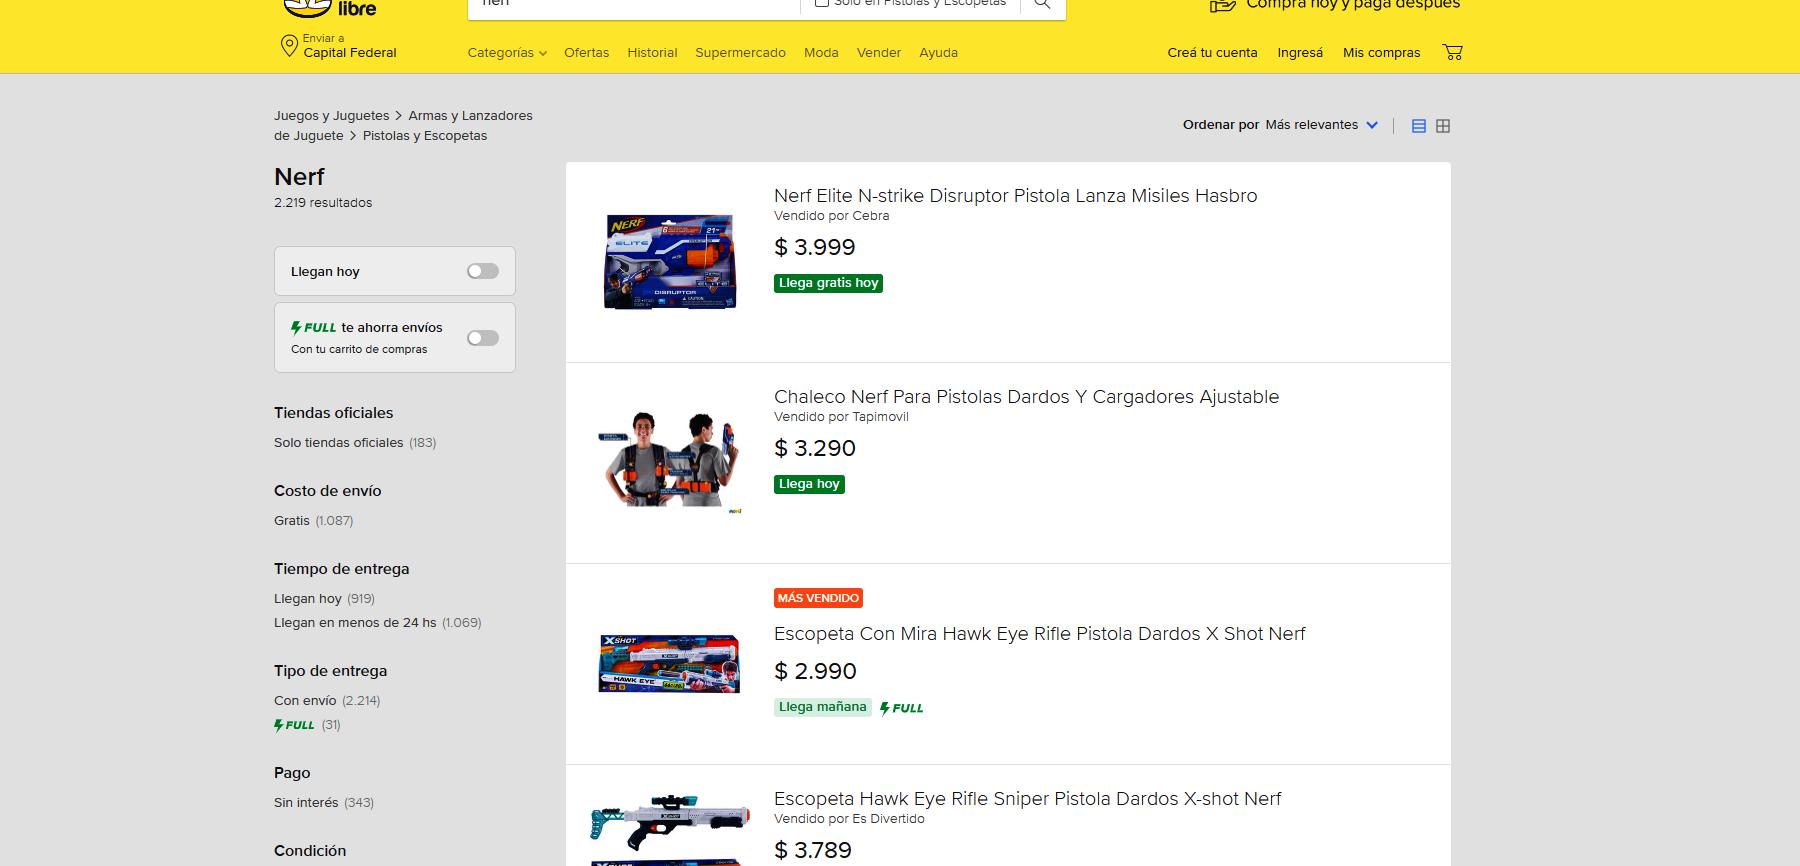 libre
nerf
Solo en Pistolas y Escopetas
Compra hoy y paga después
Enviar a
Capital Federal
Categorías
Ofertas
Historial
Supermercado
Moda
Vender
Ayuda
Creá tu cuenta
Ingresá
Mis compras
Juegos y Juguetes > Armas y Lanzadores
de Juguete > Pistolas y Escopetas
Ordenar por Más relevantes
Nerf
2.219 resultados
Llegan hoy
FULL te ahorra envíos
Con tu carrito de compras
Tiendas oficiales
Solo tiendas oficiales (183)
Costo de envío
Gratis (1.087)
Tiempo de entrega
Llegan hoy (919)
Llegan en menos de 24 hs (1.069)
Tipo de entrega
Con envío (2.214)
FULL (31)
Pago
Sin interés (343)
Condición
NERF
ELITE
DISRUPTOR
Nerf Elite N-strike Disruptor Pistola Lanza Misiles Hasbro
Vendido por Cebra
$ 3.999
Llega gratis hoy
Chaleco Nerf Para Pistolas Dardos Y Cargadores Ajustable
Vendido por Tapimovil
$ 3.290
Llega hoy
MÁS VENDIDO
XSHOT
HAWK EYE
Escopeta Con Mira Hawk Eye Rifle Pistola Dardos X Shot Nerf
$ 2.990
Llega mañana FULL
Escopeta Hawk Eye Rifle Sniper Pistola Dardos X-shot Nerf
Vendido por Es Divertido
$ 3.789